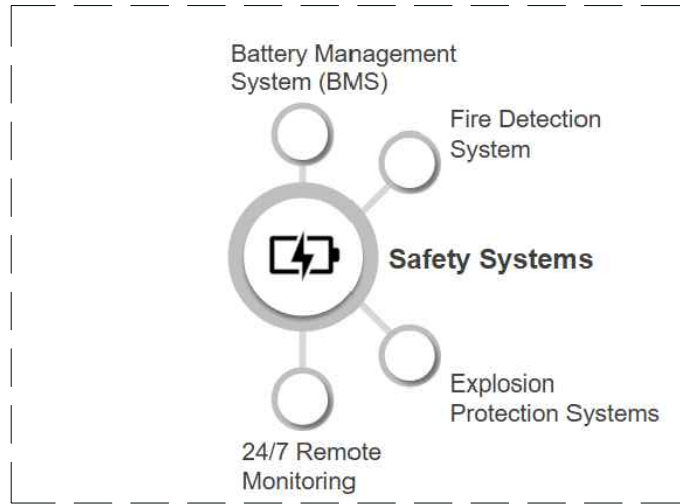 Battery Management
System (BMS)
Fire Detection
System
Safety Systems
Explosion
Protection Systems
24/7 Remote
Monitoring